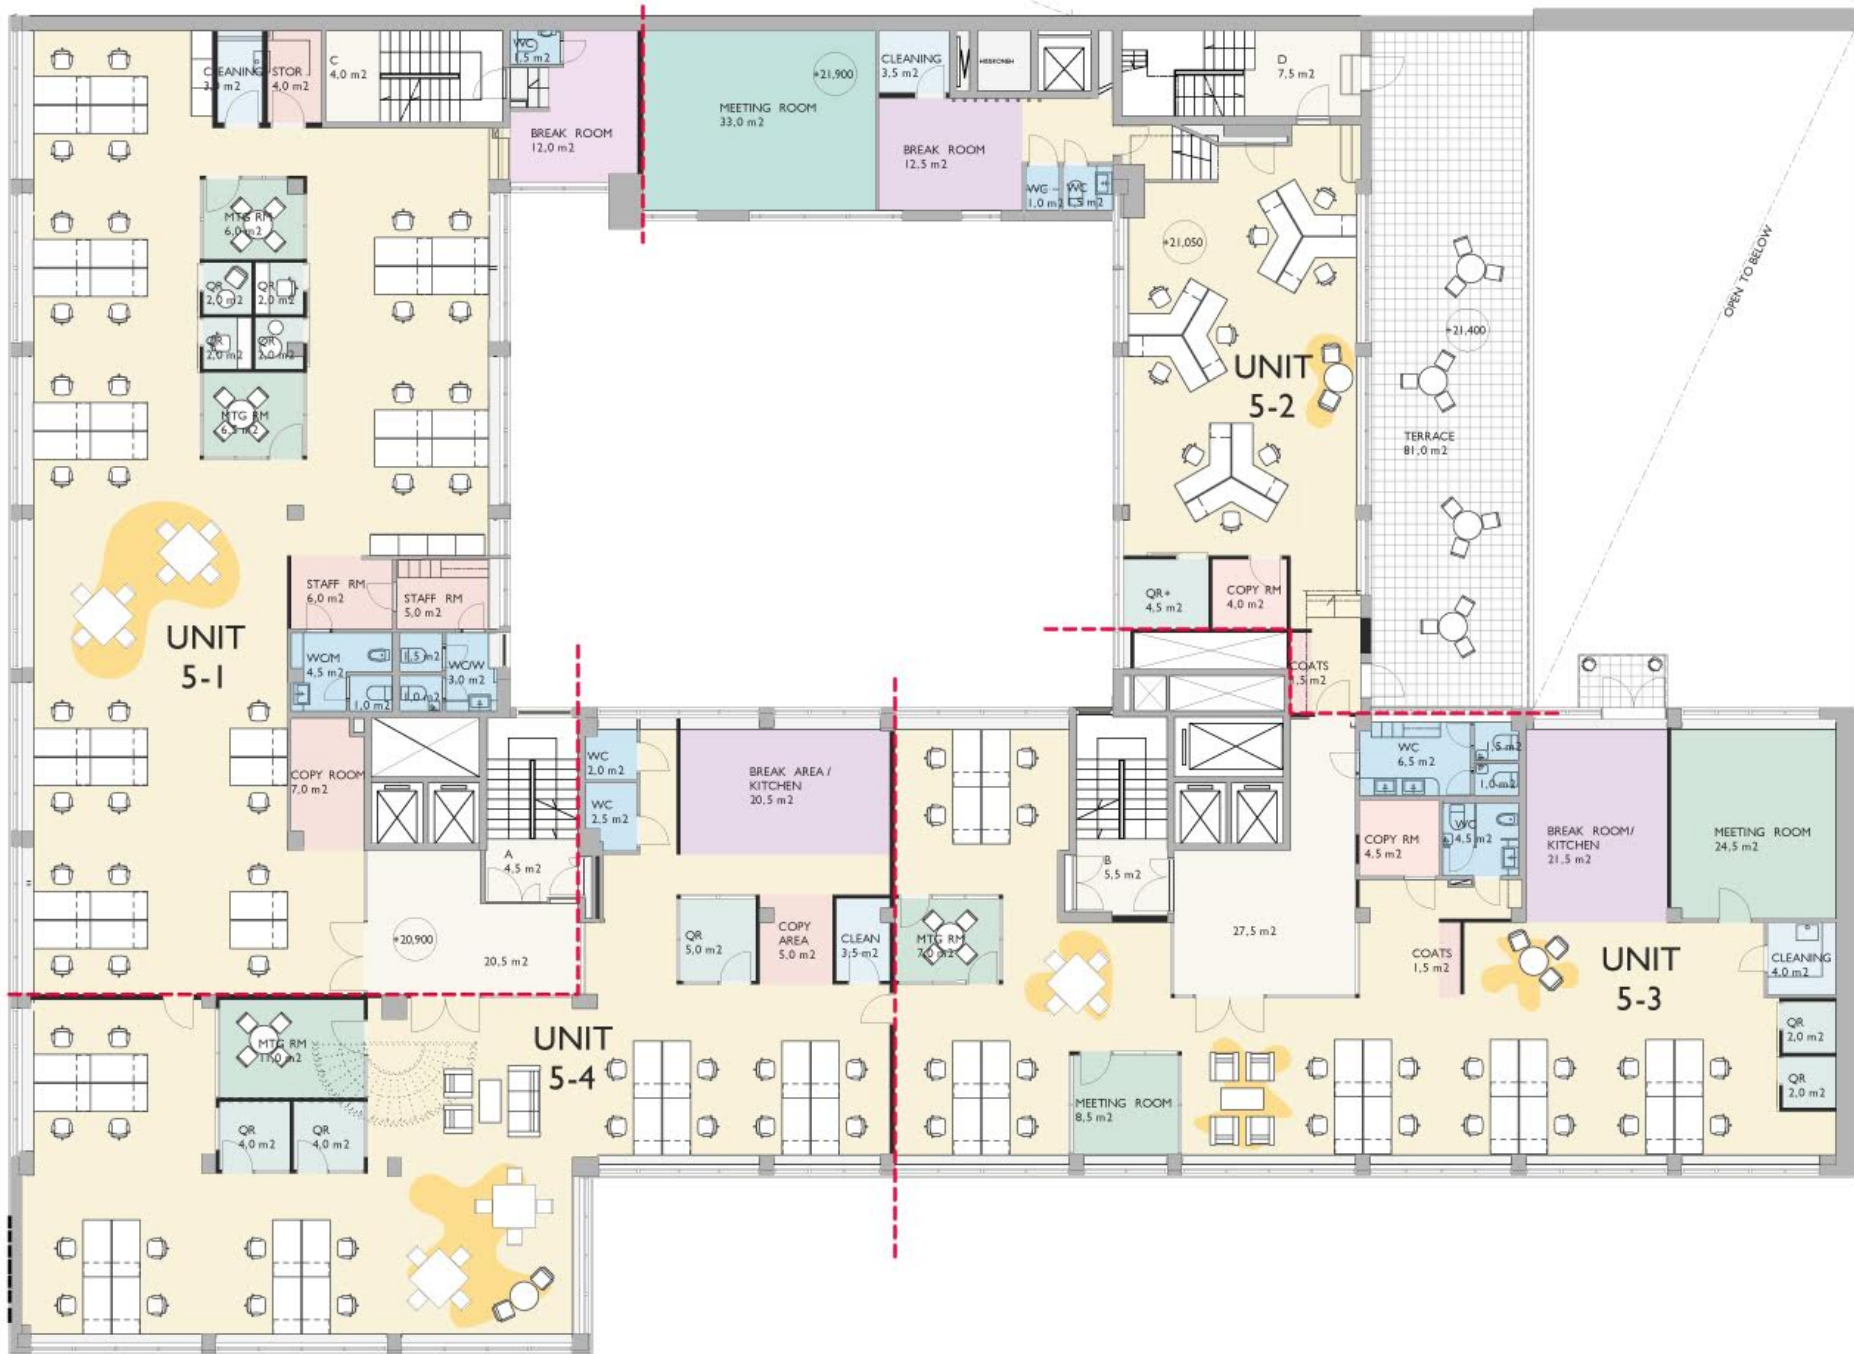 CLEANING
STOR
4,0 m2
C
4,0 m2
WC
1,5 m2
BREAK ROOM
12,0 m2
MEETING ROOM
33,0 m2
+21,900
CLEANING
3,5 m2
BREAK ROOM
12,5 m2
WC
1,0 m2
WC
1,5 m2
D
7,5 m2
MTG RM
6,0 m2
QR
2,0 m2
QR
2,0 m2
QR
2,0 m2
QR
2,0 m2
MTG RM
6,5 m2
+21,050
UNIT
5-2
+21,400
TERRACE
81,0 m2
OPEN TO BELOW
STAFF RM
6,0 m2
STAFF RM
5,0 m2
UNIT
5-1
WC/M
4,5 m2
1,0 m2
1,5 m2
1,0 m2
WC/W
3,0 m2
QR+
4,5 m2
COPY RM
4,0 m2
COATS
1,5 m2
COPY ROOM
7,0 m2
A
4,5 m2
+20,900
20,5 m2
WC
2,0 m2
WC
2,5 m2
BREAK AREA /
KITCHEN
20,5 m2
QR
5,0 m2
COPY
AREA
5,0 m2
CLEAN
3,5 m2
MTG RM
7,0 m2
B
5,5 m2
27,5 m2
WC
6,5 m2
1,5 m2
1,0 m2
COPY RM
4,5 m2
WC
4,5 m2
BREAK ROOM/
KITCHEN
21,5 m2
MEETING ROOM
24,5 m2
COATS
1,5 m2
UNIT
5-3
CLEANING
4,0 m2
QR
2,0 m2
QR
2,0 m2
MTG RM
11,0 m2
UNIT
5-4
QR
4,0 m2
QR
4,0 m2
MEETING ROOM
8,5 m2